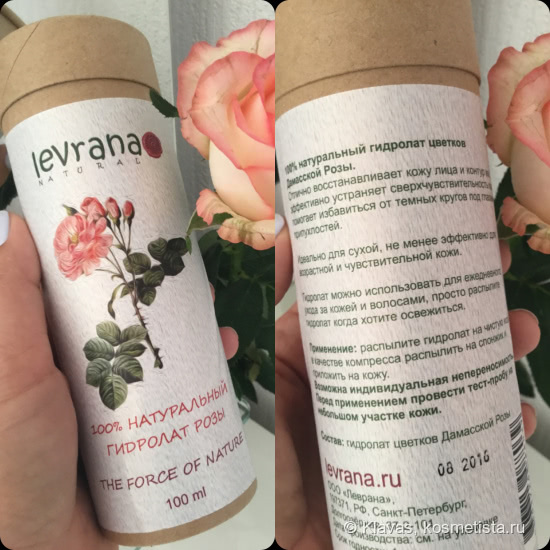 levrana
NATURAL
100% НАТУРАЛЬНЫЙ
ГИДРОЛАТ РОЗЫ
THE FORCE OF NATURE
100 ml
100% натуральный гидролат цветков
Дамасской Розы.
Отлично восстанавливает кожу лица и контур
эффективно устраняет сверхчувствительность
помогает избавиться от темных кругов под
припухлостей.
Идеально для сухой, не менее эффективно для
возрастной и чувствительной кожи.
Гидролат можно использовать для ежедневного
ухода за кожей и волосами, просто распылите
гидролат когда хотите освежиться.
Применение: распылите гидролат на чистую
в качестве компресса распылить на спонжи и
приложить на кожу.
Возможна индивидуальная
Перед применением провести тест-пробу на
небольшом участке кожи.
Состав: гидролат цветков Дамасской Розы
levrana.ru
08 2016
ООО «Леврана»,
РФ, Санкт-Петербург,
см. на упаковке
© Klavas, kosmetista.ru